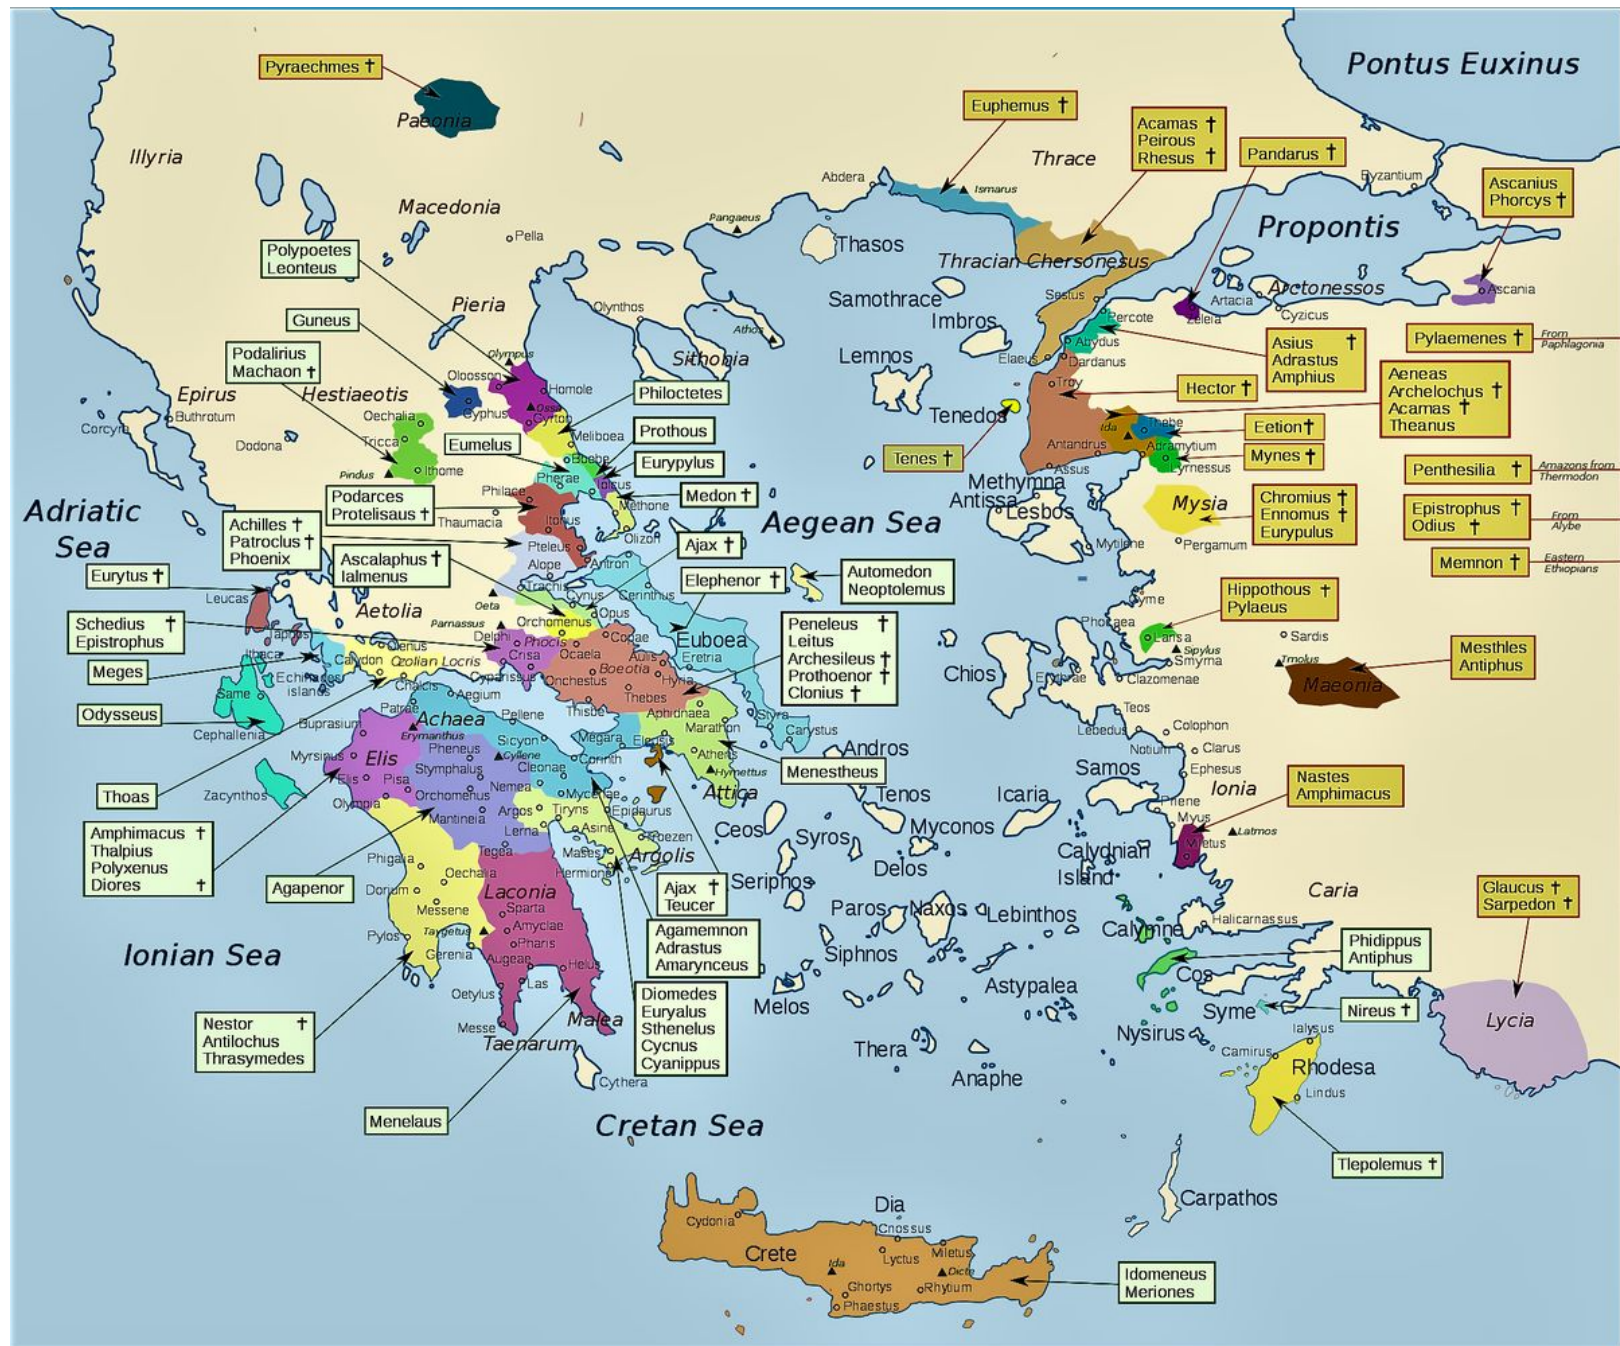 Pontus Euxinus
Pyraechmes †
Paeonia
Illyria
Euphemus †
Acamas †
Peirous
Rhesus †
Thrace
Pandarus †
Byzantium
Ascanius
Phorcys †
Abdera
Ismarus
Macedonia
Pella
Pangaeus
Thasos
Propontis
Polypoetes
Leonteus
Thracian Chersonesus
Samothrace
Sestus
Artacia
Arctonessos
Ascania
Pieria
Olynthos
Guneus
Imbros
Percote
Zeleia
Cyzicus
Athos
Abydus
Asius †
Adrastus
Amphius
Pylaemenes †
From
Paphlagonia
Podalirius
Machaon †
Olympus
Sithonia
Lemnos
Elaeus
Dardanus
Oloosson
Homole
Epirus
Hestiaeotis
Philoctetes
Troy
Hector †
Aeneas
Archelochus †
Acamas †
Theanus
Buthrotum
Oechalia
Cyphus
Ossa
Gyrton
Tenedos
Corcyra
Dodona
Tricca
Eumelus
Meliboea
Prothous
Ida
Thebe
Eetion†
Antandrus
Adramytium
Tenes †
Mynes †
Pindus
Ithome
Boebe
Pherae
Eurypylus
Assus
Lyrnessus
Penthesilia †
Amazons from
Thermodon
Philace
Iolcus
Medon †
Methymna
Antissa
Lesbos
Mysia
Chromius †
Ennomus †
Eurypulus
Epistrophus †
Odius †
From
Alybe
Podarces
Protelisaus †
Thaumacia
Itonus
Methone
Adriatic
Sea
Aegean Sea
Achilles †
Patroclus †
Phoenix
Pteleus
Olizon
Ajax †
Mytilene
Pergamum
Memnon †
Eastern
Ethiopians
Ascalaphus †
Ialmenus
Alope
Antron
Eurytus †
Trachis
Cynus
Cerinthus
Elephenor †
Automedon
Neoptolemus
Hippothous †
Pylaeus
Leucas
Aetolia
Oeta
Opus
Cyme
Schedius †
Epistrophus
Parnassus
Orchomenus
Peneleus †
Leitus
Archesileus †
Prothoenor †
Clonius †
Phocaea
Larisa
Sardis
Taphus
Delphi
Phocis
Copae
Euboea
Sipylus
Ithaca
Olenus
Calydon
Ozolian Locris
Crisa
Ocaela
Aulis
Eretria
Smyrna
Tmolus
Mesthles
Antiphus
Meges
Echinades
islands
Cyparissus
Boeotia
Hyria
Chios
Erythrae
Clazomenae
Maeonia
Same
Chalcis
Aegium
Onchestus
Thebes
Odysseus
Patrae
Achaea
Pellene
Thisbe
Aphidnaea
Styra
Teos
Cephallenia
Buprasium
Erymanthus
Sicyon
Megara
Eleusis
Marathon
Carystus
Lebedus
Colophon
Myrsinus
Elis
Pheneus
Cyllene
Corinth
Athens
Andros
Notium
Clarus
Elis
Pisa
Stymphalus
Cleonae
Hymettus
Menestheus
Samos
Ephesus
Thoas
Zacynthos
Olympia
Orchomenus
Nemea
Mycenae
Attica
Tenos
Icaria
Ionia
Nastes
Amphimacus
Mantineia
Argos
Tiryns
Epidaurus
Priene
Amphimacus †
Thalpius
Polyxenus
Diores †
Lerna
Asine
Troezen
Ceos
Syros
Myconos
Myus
Latmos
Phigalia
Tegea
Mases
Argolis
Delos
Calydnian
Island
Miletus
Agapenor
Dorium
Oechalia
Laconia
Hermione
Ajax †
Teucer
Seriphos
Caria
Glaucus †
Sarpedon †
Messene
Sparta
Paros
Naxos
Lebinthos
Halicarnassus
Pylos
Taygetus
Amyclae
Agamemnon
Adrastus
Amarynceus
Calymne
Phidippus
Antiphus
Ionian Sea
Pharis
Siphnos
Gerenia
Augeae
Helus
Cos
Oetylus
Las
Diomedes
Euryalus
Sthenelus
Cycnus
Cyanippus
Melos
Astypalea
Syme
Nireus †
Nestor †
Antilochus
Thrasymedes
Messe
Malea
Taenarum
Nysirus
Ialysus
Lycia
Thera
Camirus
Anaphe
Rhodesa
Cythera
Lindus
Menelaus
Cretan Sea
Tlepolemus †
Carpathos
Dia
Cydonia
Cnossus
Crete
Lyctus
Miletus
Ida
Dicte
Idomeneus
Meriones
Ghortys
Rhytium
Phaestus